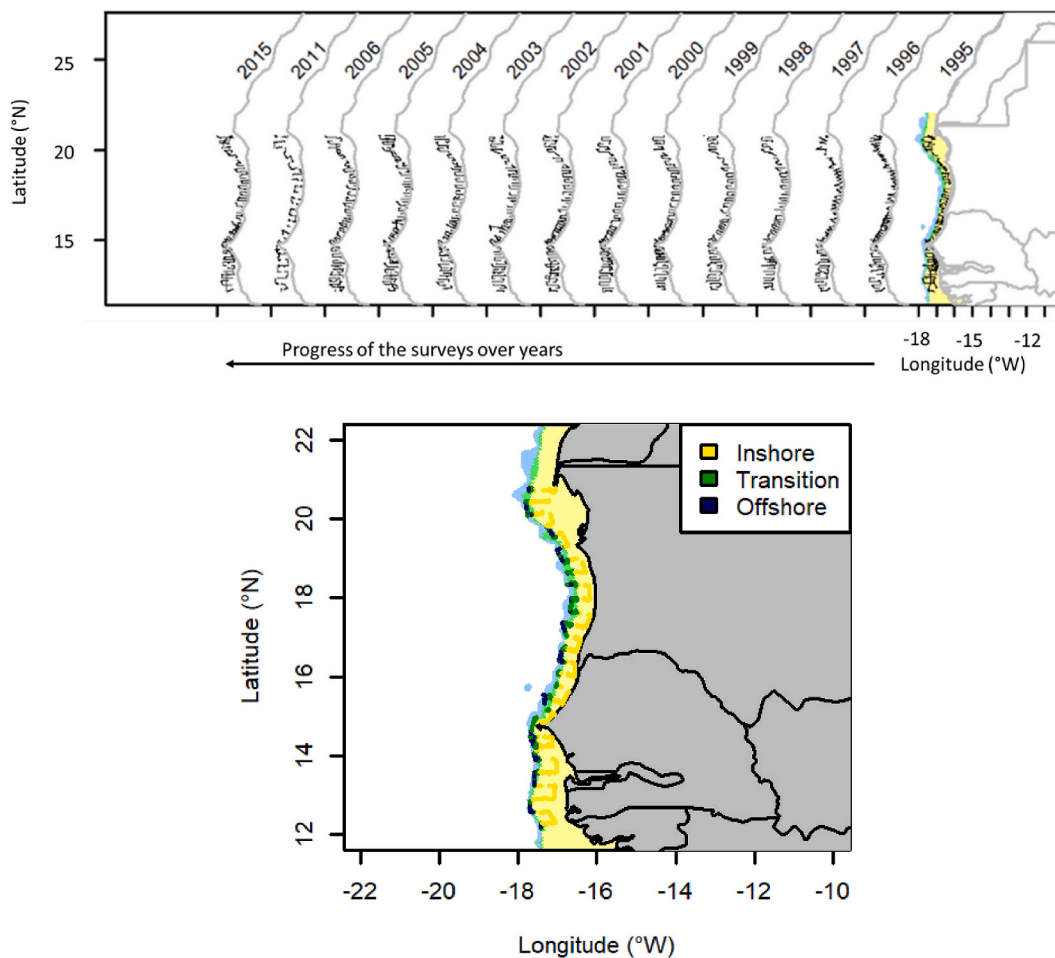 2015 2011 2006 2005 2004 2003 2002 2001 2000 1999 1998 1997 1996 1995
Latitude (°N)
25
20
15
-18 -15 -12
Progress of the surveys over years
Longitude (°W)
Latitude (°N)
22
20
18
16
14
12
Inshore
Transition
Offshore
-22 -20 -18 -16 -14 -12 -10
Longitude (°W)